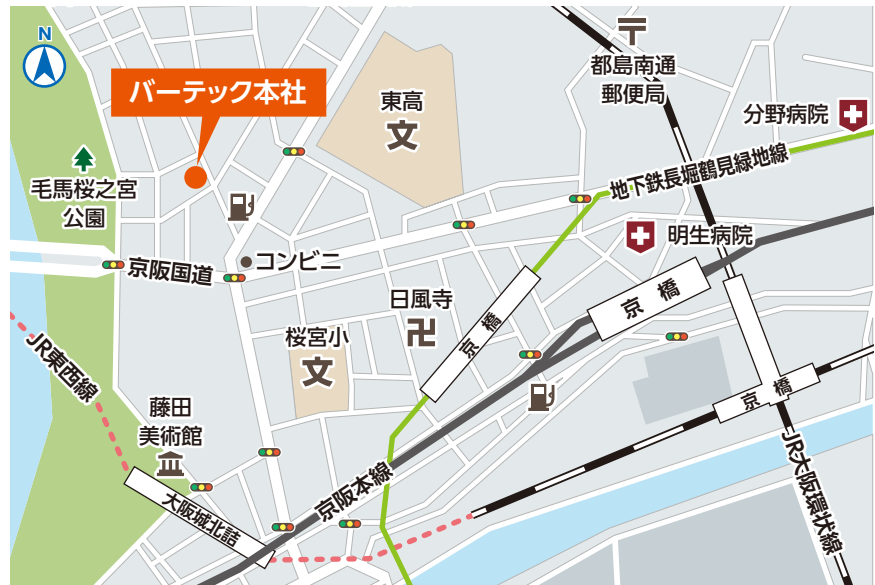 N
バーテック本社
東高
文
都島南通
郵便局
分野病院
毛馬桜之宮
公園
地下鉄長堀鶴見緑地線
明生病院
コンビニ
京阪国道
日風寺
卍
京橋
京橋
桜宮小
文
JR東西線
藤田
美術館
京橋
大阪城北詰
京阪本線
JR大阪環状線